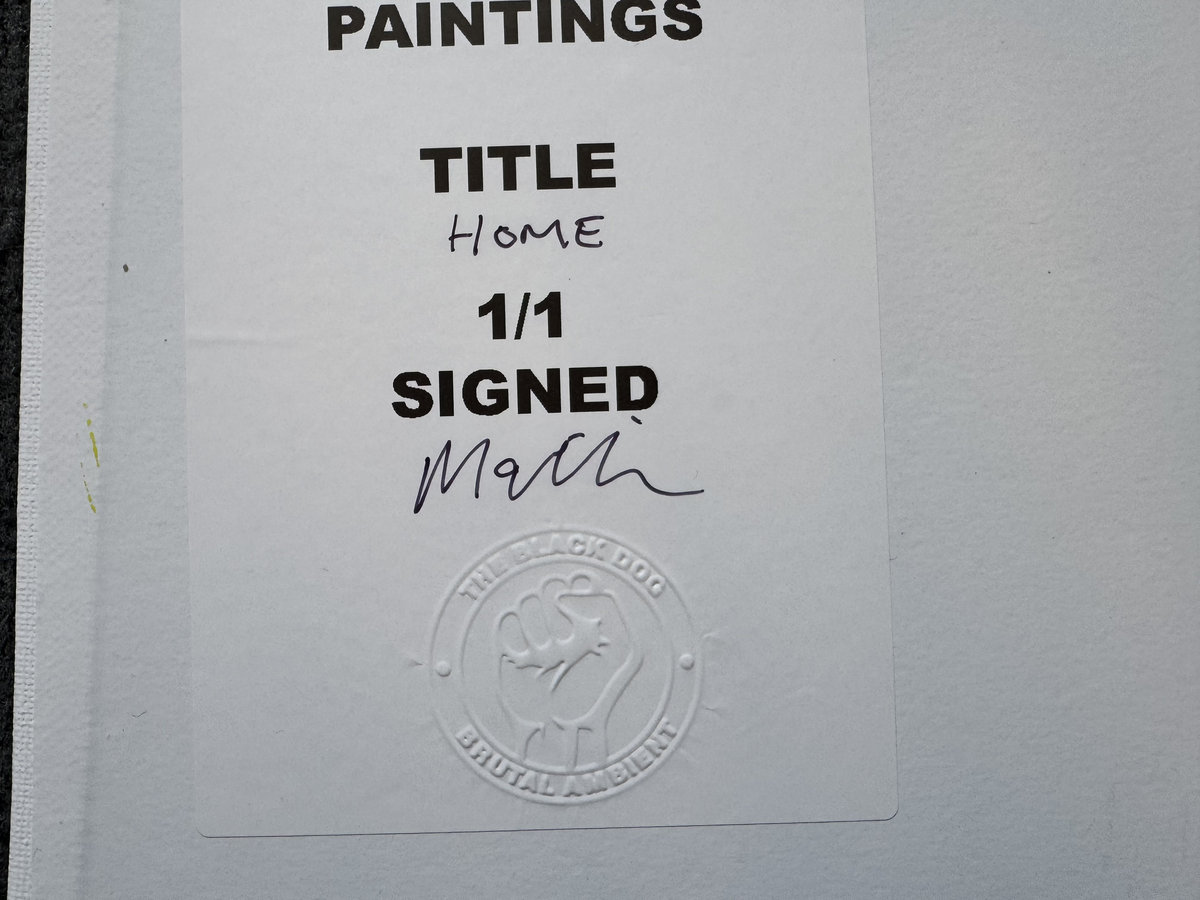 PAINTINGS
TITLE
HOME
1/1
SIGNED
THE BLACK DOG
BRUTAL AMBIENT